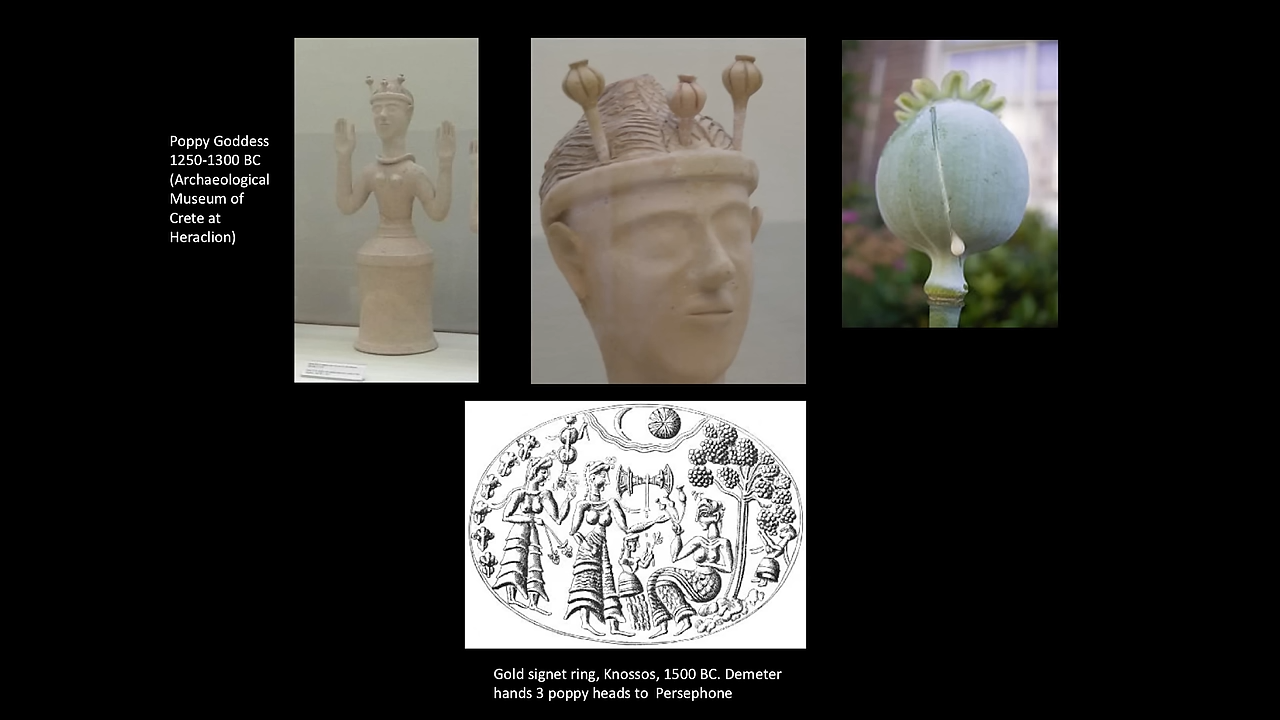 Poppy Goddess
1250-1300 BC
(Archaeological
Museum of
Crete at
Heraclion)
Gold signet ring, Knossos, 1500 BC. Demeter
hands 3 poppy heads to  Persephone